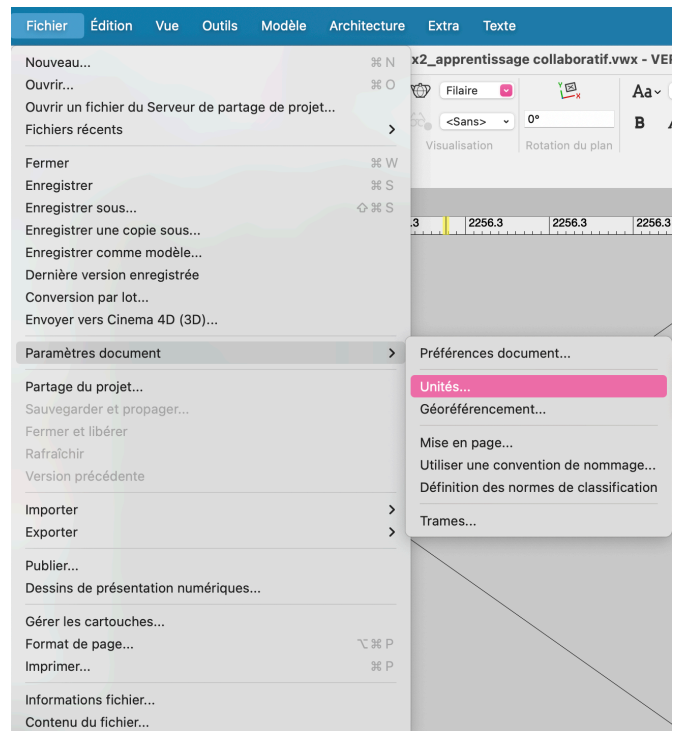 Fichier Édition Vue Outils Modèle Architecture Extra Texte
x2_apprentissage collaboratif.vwx - VE
Nouveau... ⌘ N
Ouvrir... ⌘ O
Ouvrir un fichier du Serveur de partage de projet...
Fichiers récents >
Filaire
Aa
<Sans> 0°
B
Visualisation Rotation du plan
Fermer ⌘ W
Enregistrer ⌘ S
Enregistrer sous... ⇧ ⌘ S
Enregistrer une copie sous...
Enregistrer comme modèle...
Dernière version enregistrée
Conversion par lot...
Envoyer vers Cinema 4D (3D)...
.3 2256.3 2256.3 2256.3
Paramètres document >
Préférences document...
Unités...
Géoréférencement...
Mise en page...
Utiliser une convention de nommage...
Définition des normes de classification
Trames...
Partage du projet...
Sauvegarder et propager...
Fermer et libérer
Rafraîchir
Version précédente
Importer >
Exporter >
Publier...
Dessins de présentation numériques...
Gérer les cartouches...
Format de page... ⌥ ⌘ P
Imprimer... ⌘ P
Informations fichier...
Contenu du fichier...